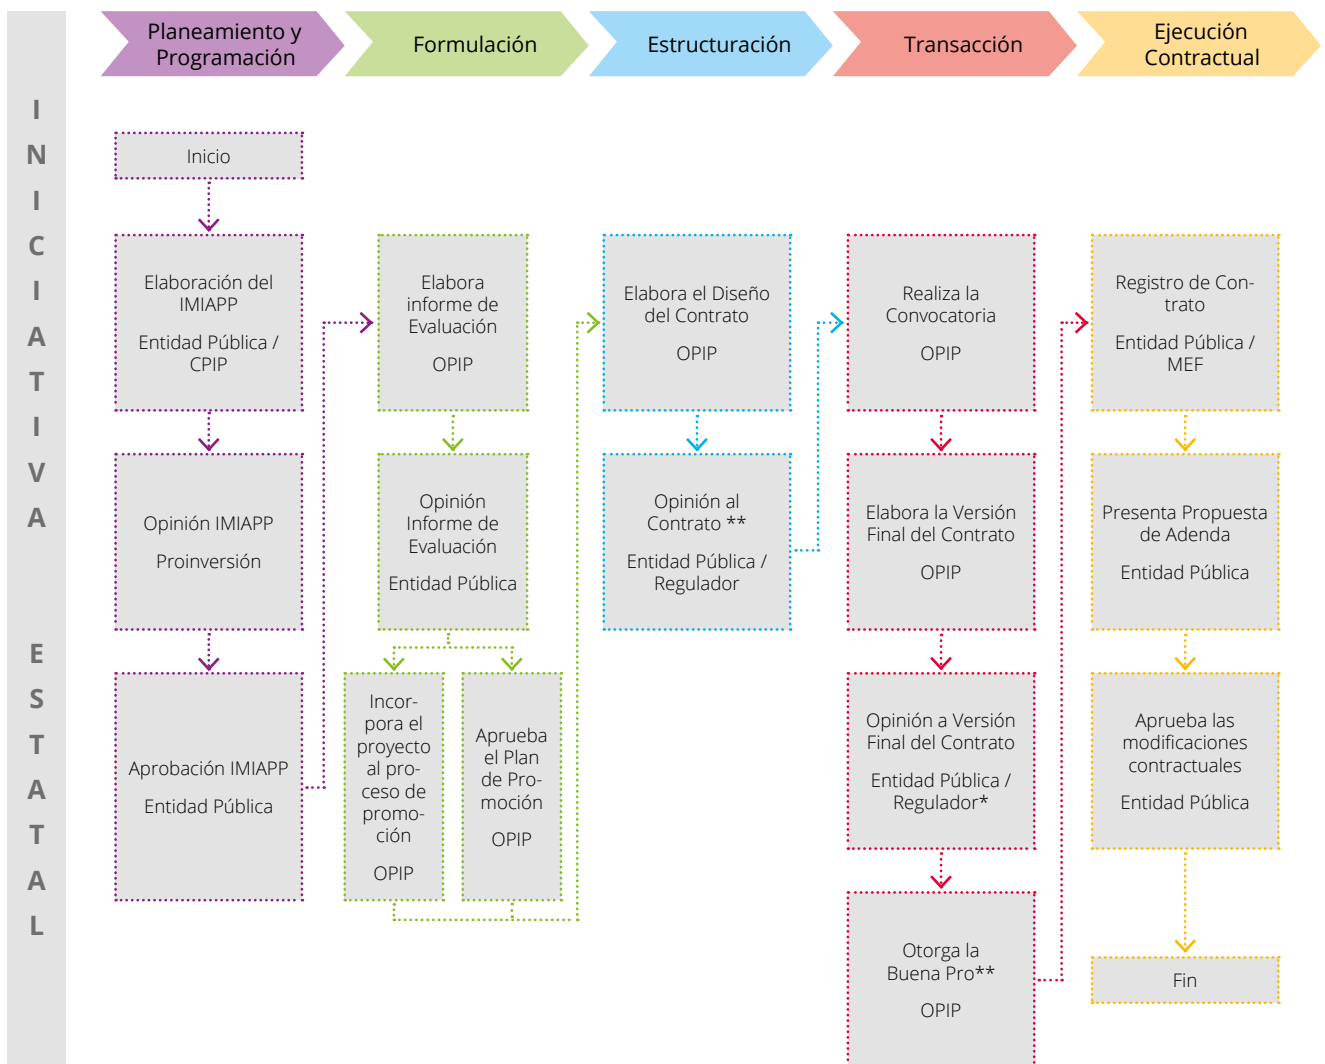 Planeamiento y
Programación
Formulación
Estructuración
Transacción
Ejecución
Contractual
INICIATIVA
ESTATAL
Inicio
Elaboración del
IMIAPP
Entidad Pública /
CPIP
Opinión IMIAPP
Proinversión
Aprobación IMIAPP
Entidad Pública
Elabora
informe de
Evaluación
OPIP
Opinión
Informe de
Evaluación
Entidad Pública
Incor-
pora el
proyecto
al pro-
ceso de
promo-
ción
OPIP
Aprueba
el Plan
de Pro-
moción
OPIP
Elabora el Diseño
del Contrato
OPIP
Opinión al
Contrato **
Entidad Pública /
Regulador
Realiza la
Convocatoria
OPIP
Elabora la Versión
Final del Contrato
OPIP
Opinión a Versión
Final del Contrato
Entidad Pública /
Regulador*
Otorga la
Buena Pro**
OPIP
Registro de Con-
trato
Entidad Pública /
MEF
Presenta Propuesta
de Adenda
Entidad Pública
Aprueba las
modificaciones
contractuales
Entidad Pública
Fin